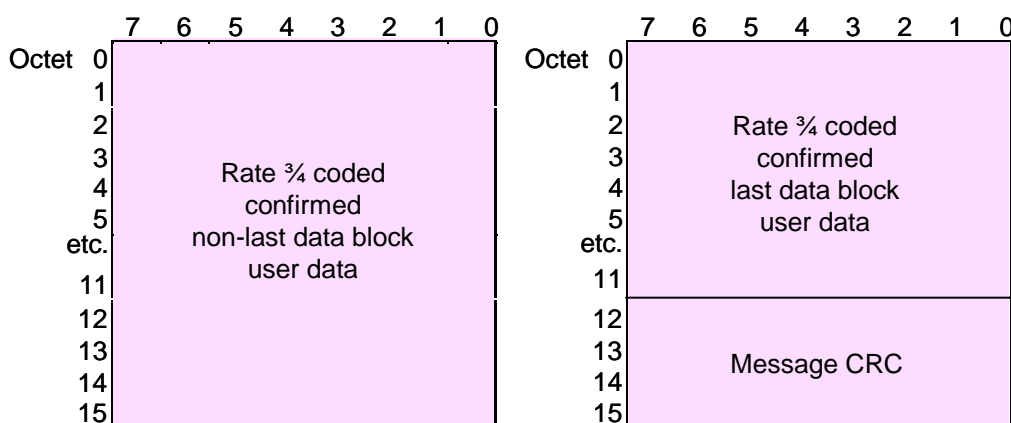 7 6 5 4 3 2 1 0
Octet 0
1
2
3
4
5
etc.
11
12
13
14
15
Rate ¾ coded
confirmed
non-last data block
user data
7 6 5 4 3 2 1 0
Octet 0
1
2
3
4
5
etc.
11
12
13
14
15
Rate ¾ coded
confirmed
last data block
user data
Message CRC